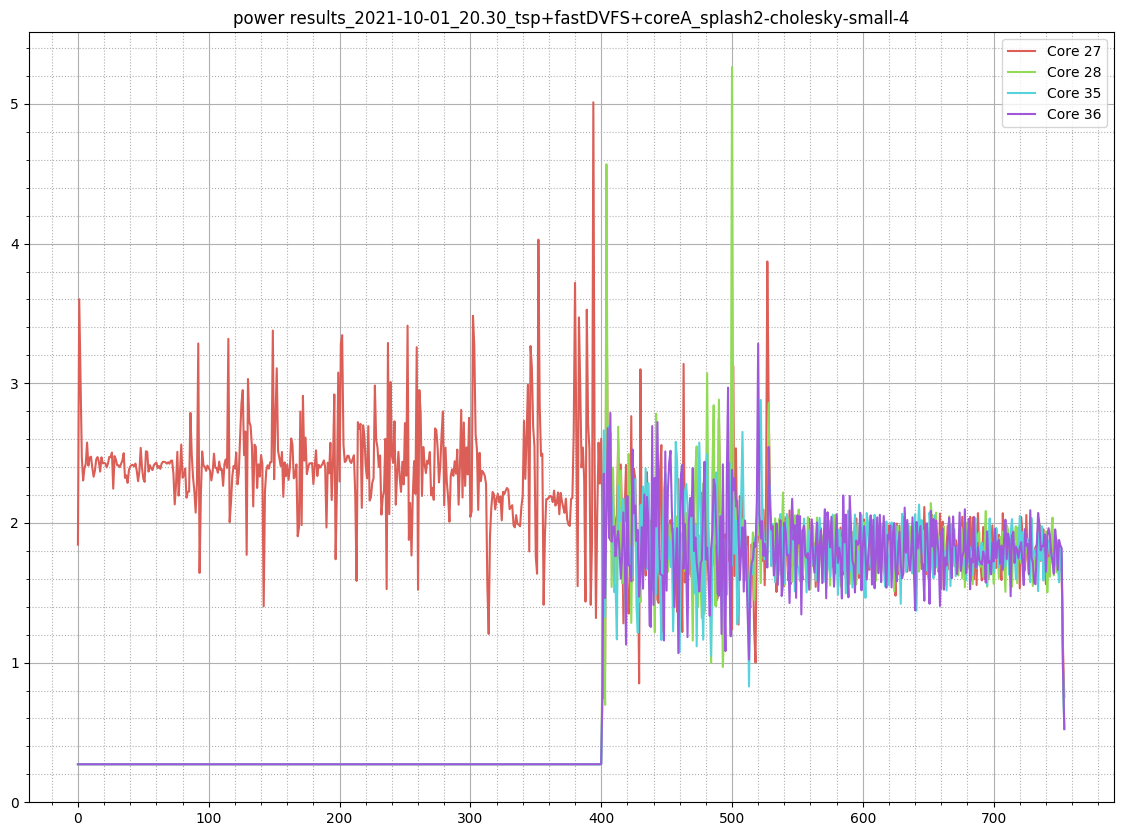 power results_2021-10-01_20.30_tsp+fastDVFS+coreA_splash2-cholesky-small-4
Core 27
Core 28
Core 35
Core 36
5
4
3
2
1
0
0 100 200 300 400 500 600 700